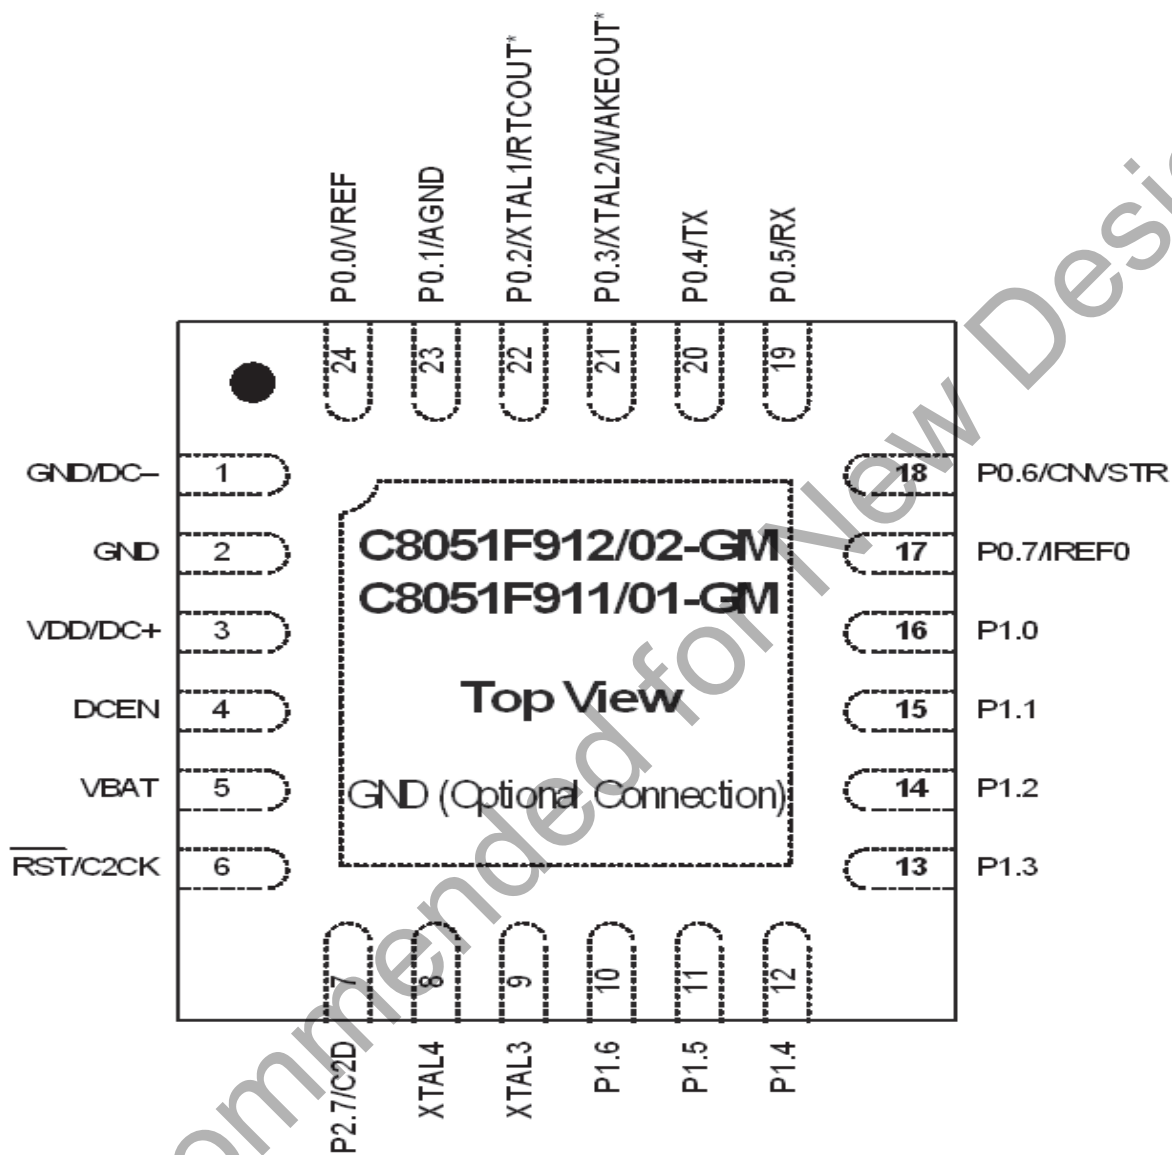 P0.0/VREF
P0.1/AGND
P0.2/XTAL1/RTCOUT*
P0.3/XTAL2/WAKEOUT*
P0.4/TX
P0.5/RX
24
23
22
21
20
19
GND/DC–
1
GND
2
VDD/DC+
3
DCEN
4
VBAT
5
RST/C2CK
6
18
P0.6/CNVSTR
17
P0.7/IREF0
16
P1.0
15
P1.1
14
P1.2
13
P1.3
C8051F912/02-GM
C8051F911/01-GM
Top View
GND (Optional Connection)
7
8
9
10
11
12
P2.7/C2D
XTAL4
XTAL3
P1.6
P1.5
P1.4
ommended for New Desi